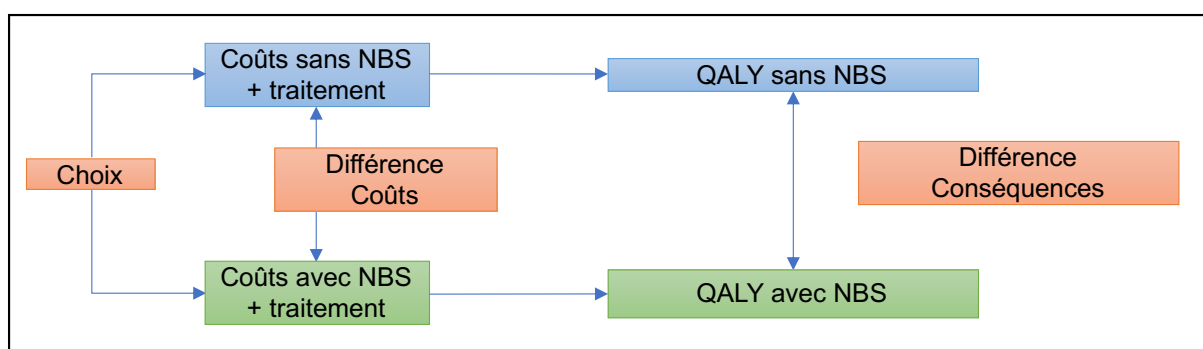 Coûts sans NBS
+ traitement
QALY sans NBS
Choix
Différence
Coûts
Différence
Conséquences
Coûts avec NBS
+ traitement
QALY avec NBS